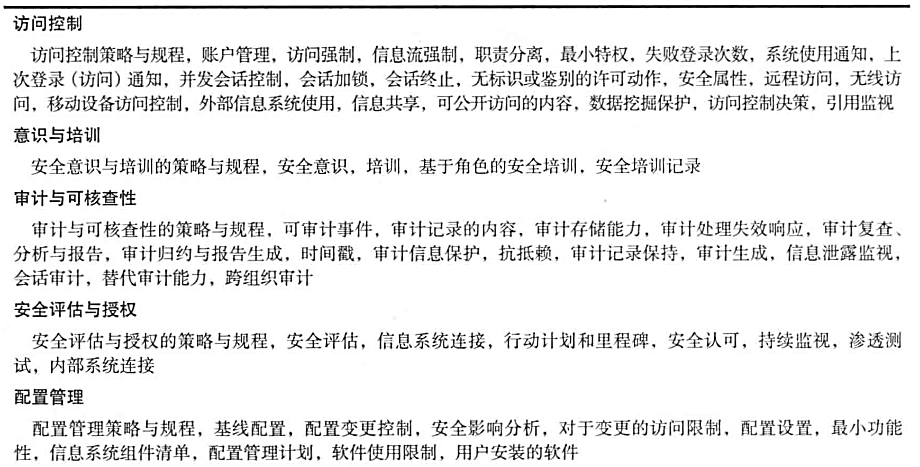 访问控制
访问控制策略与规程，账户管理，访问强制，信息流强制，职责分离，最小特权，失败登录次数，系统使用通知，上
次登录（访问）通知，并发会话控制，会话加锁，会话终止，无标识或鉴别的许可动作，安全属性，远程访问，无线访
问，移动设备访问控制，外部信息系统使用，信息共享，可公开访问的内容，数据挖掘保护，访问控制决策，引用监视
意识与培训
安全意识与培训的策略与规程，安全意识，培训，基于角色的安全培训，安全培训记录
审计与可核查性
审计与可核查性的策略与规程，可审计事件，审计记录的内容，审计存储能力，审计处理失效响应，审计复查、
分析与报告，审计归约与报告生成，时间戳，审计信息保护，抗抵赖，审计记录保持，审计生成，信息泄露监视，
会话审计，替代审计能力，跨组织审计
安全评估与授权
安全评估与授权的策略与规程，安全评估，信息系统连接，行动计划和里程碑，安全认可，持续监视，渗透测
试，内部系统连接
配置管理
配置管理策略与规程，基线配置，配置变更控制，安全影响分析，对于变更的访问限制，配置设置，最小功能
性，信息系统组件清单，配置管理计划，软件使用限制，用户安装的软件